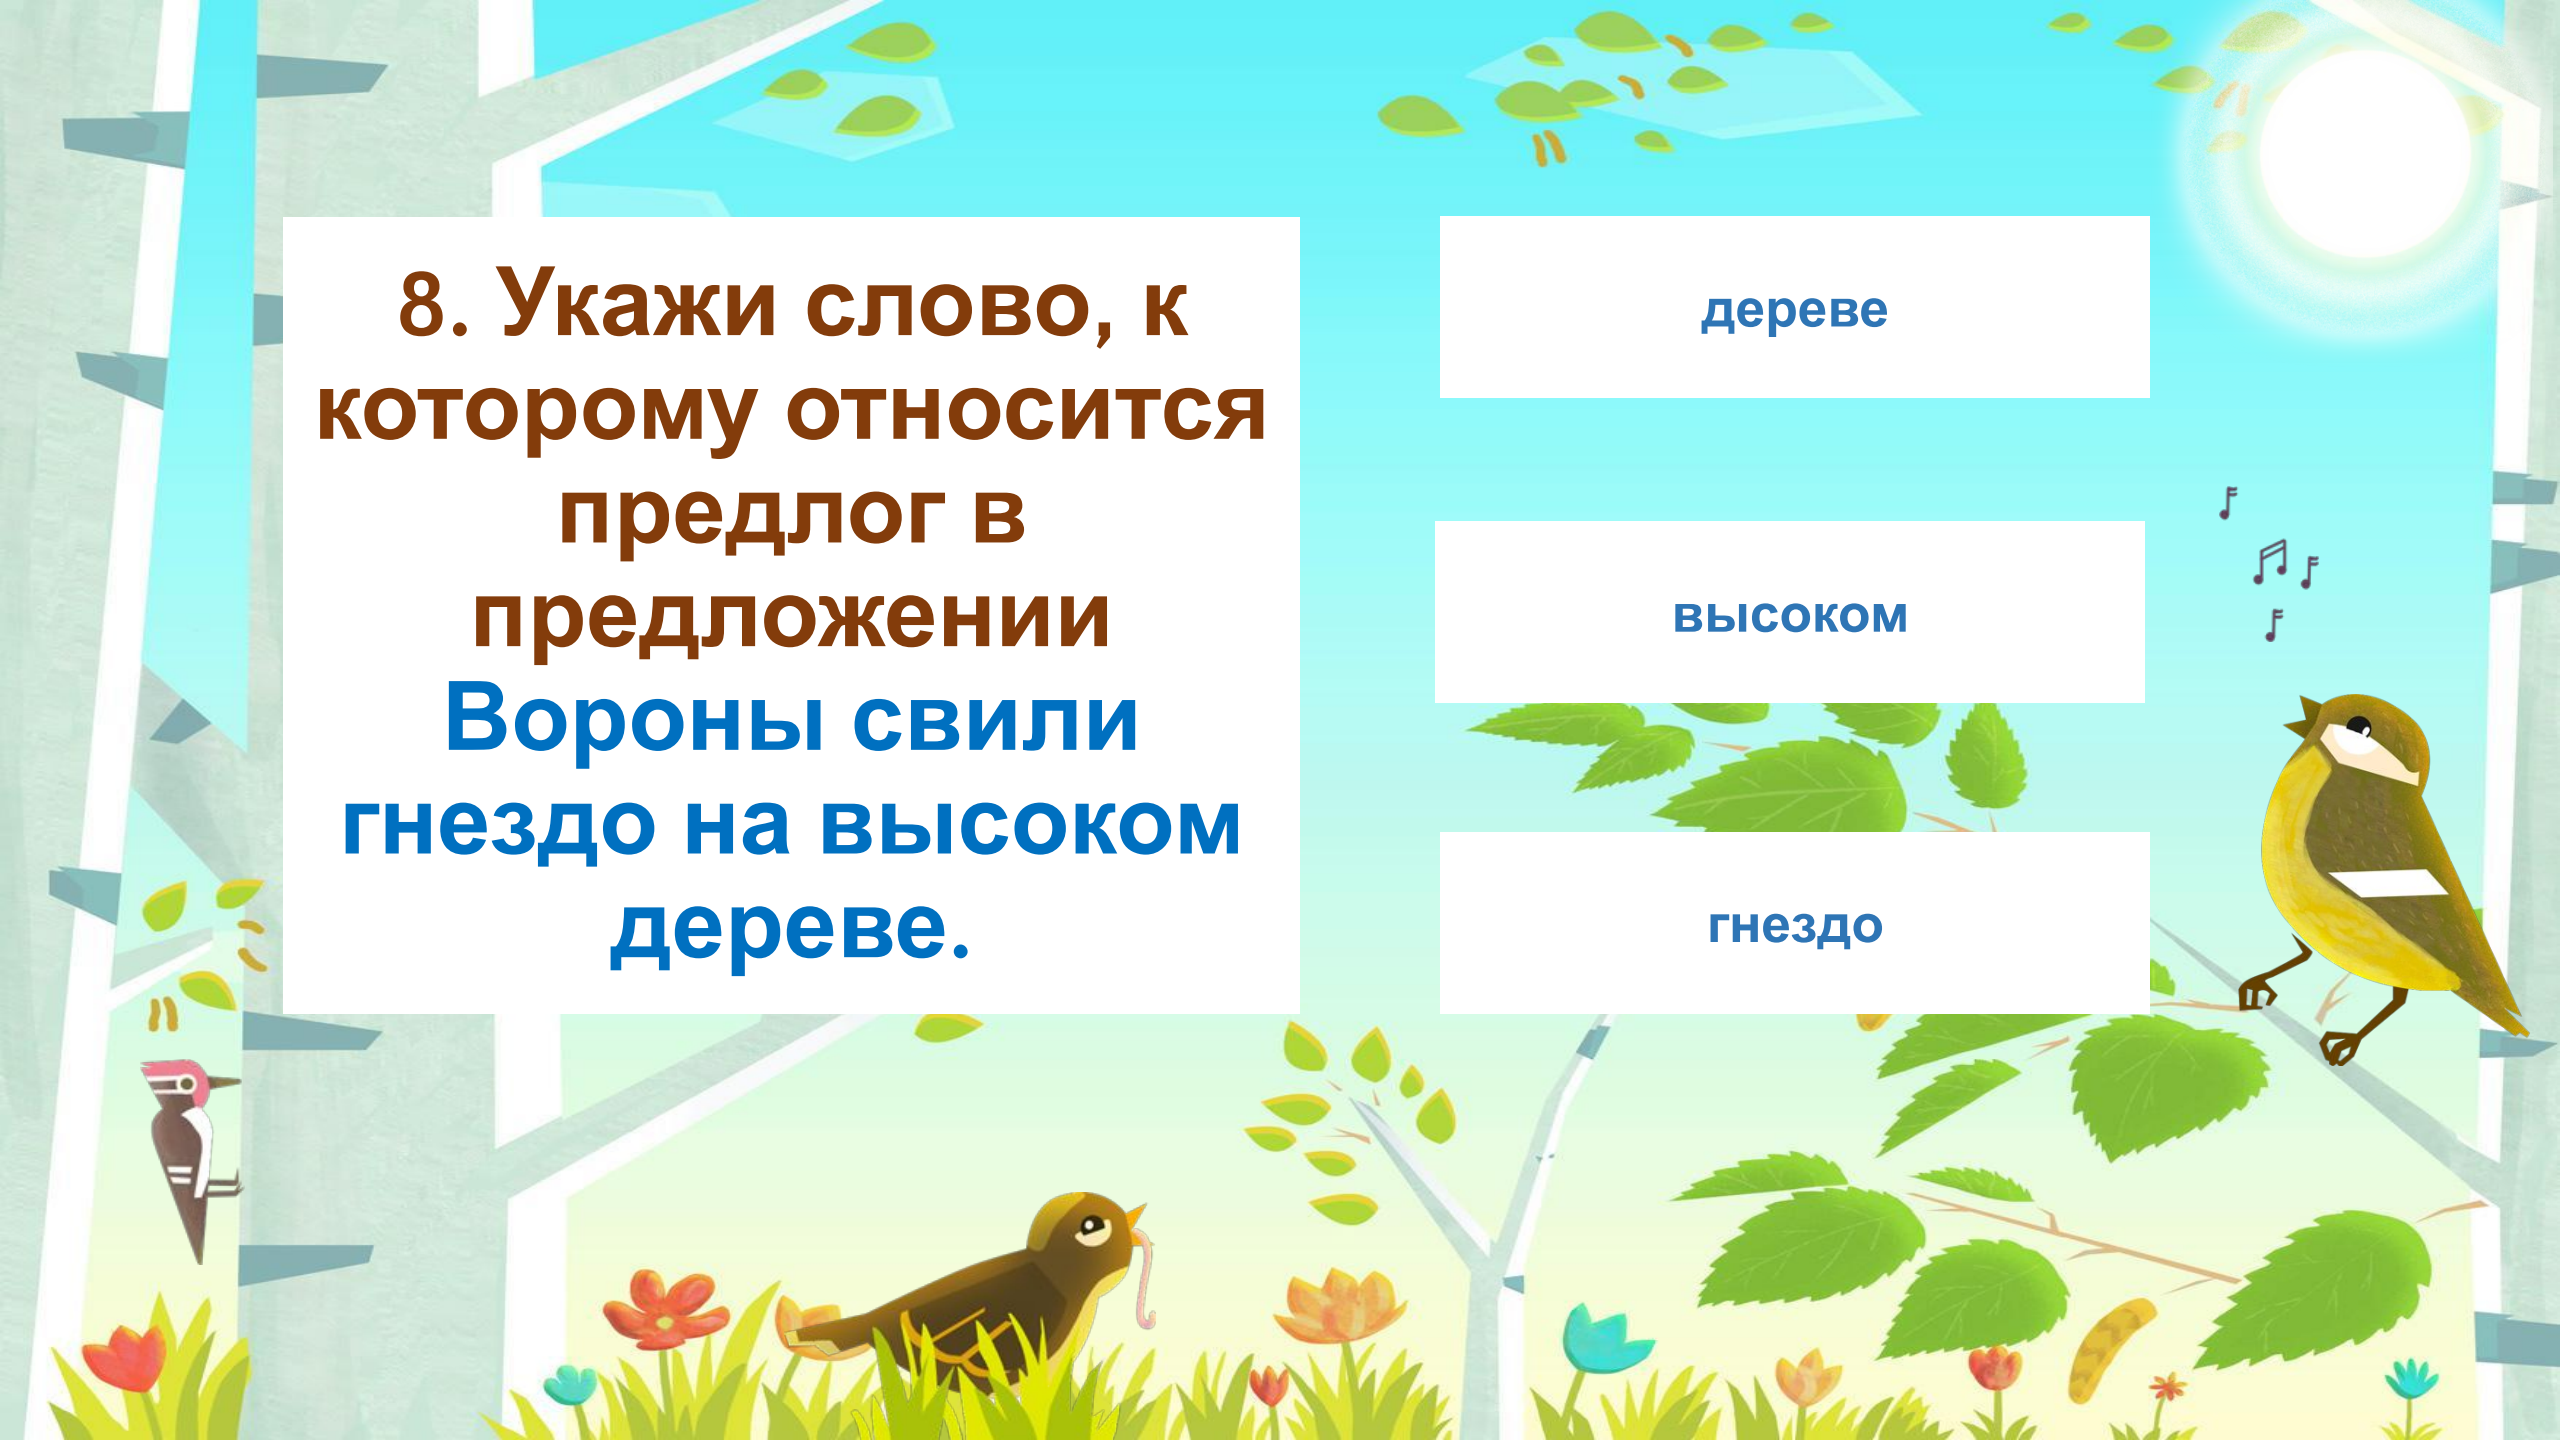 8. Укажи слово, к
которому относится
предлог в
предложении
Вороны свили
гнездо на высоком
дереве.
дереве
высоком
гнездо